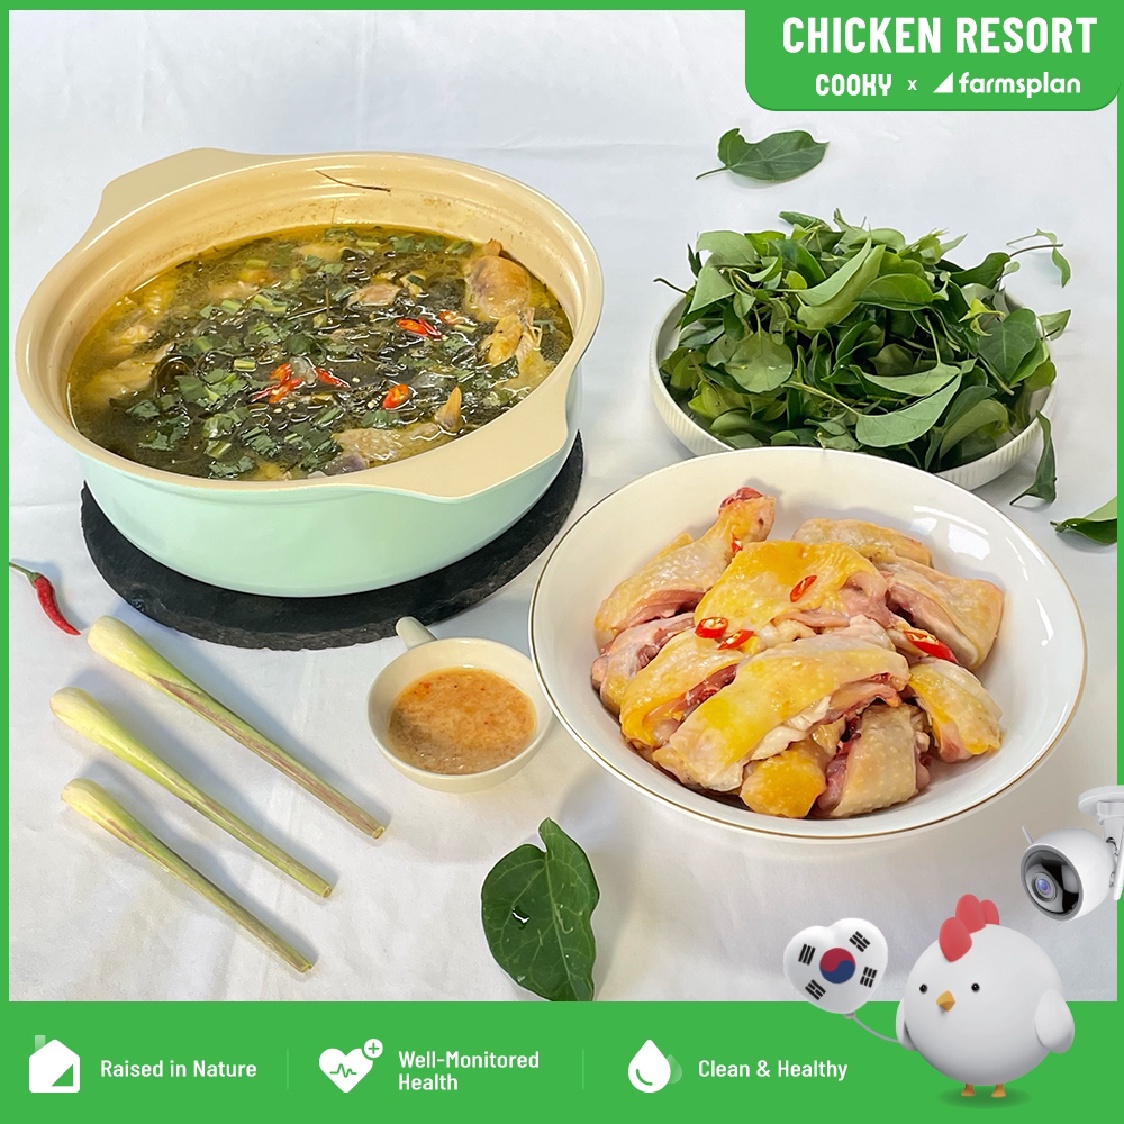 CHICKEN RESORT
COOKY x farmsplan
Raised in Nature
Well-Monitored
Health
Clean & Healthy